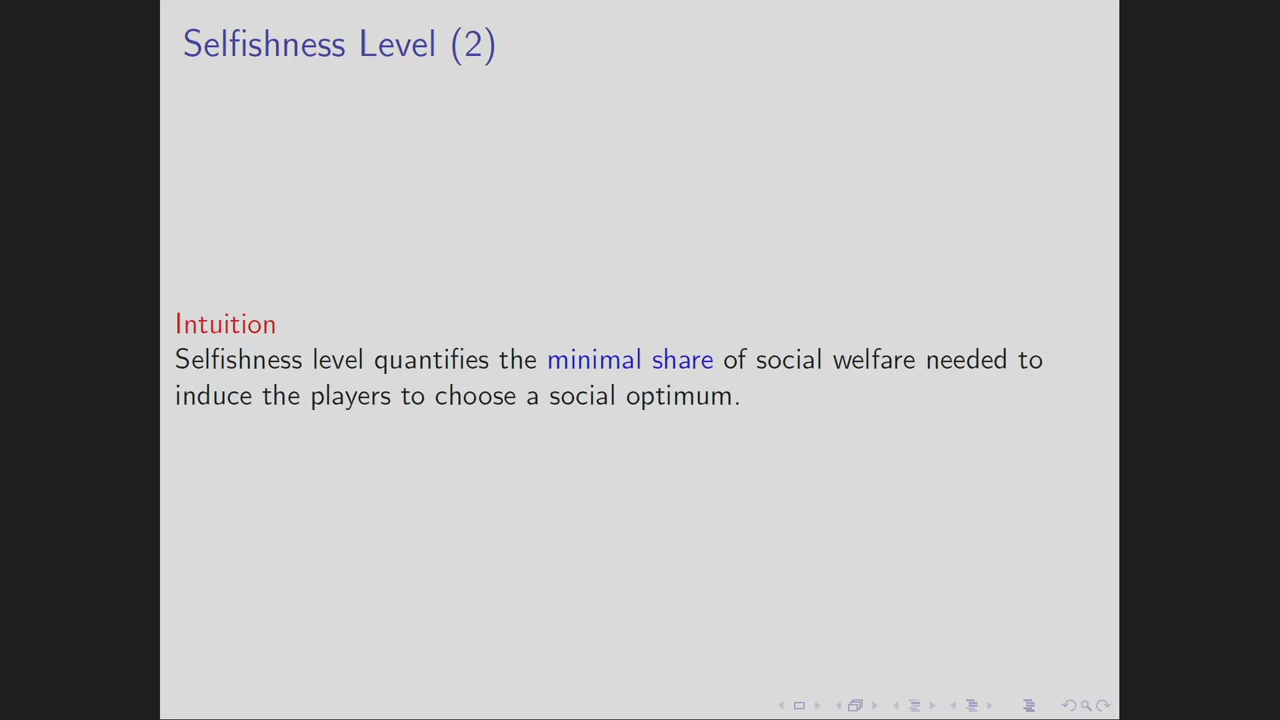 Selfishness Level (2)
Intuition
Selfishness level quantifies the minimal share of social welfare needed to
induce the players to choose a social optimum.